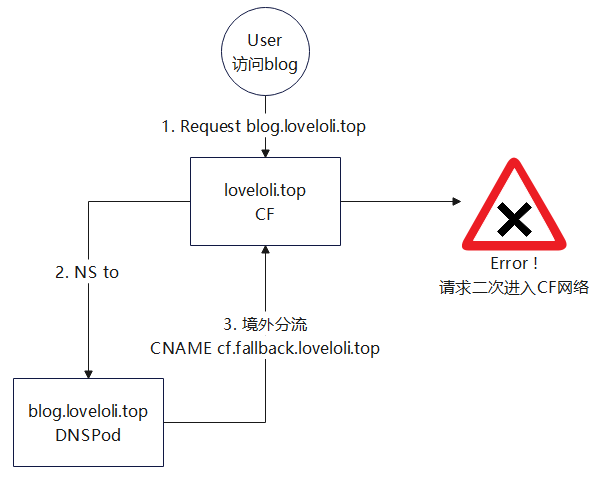 User
访问blog
1. Request blog.loveloli.top
loveloli.top
CF
Error！
请求二次进入CF网络
2. NS to
3. 境外分流
CNAME cf.fallback.loveloli.top
blog.loveloli.top
DNSPod